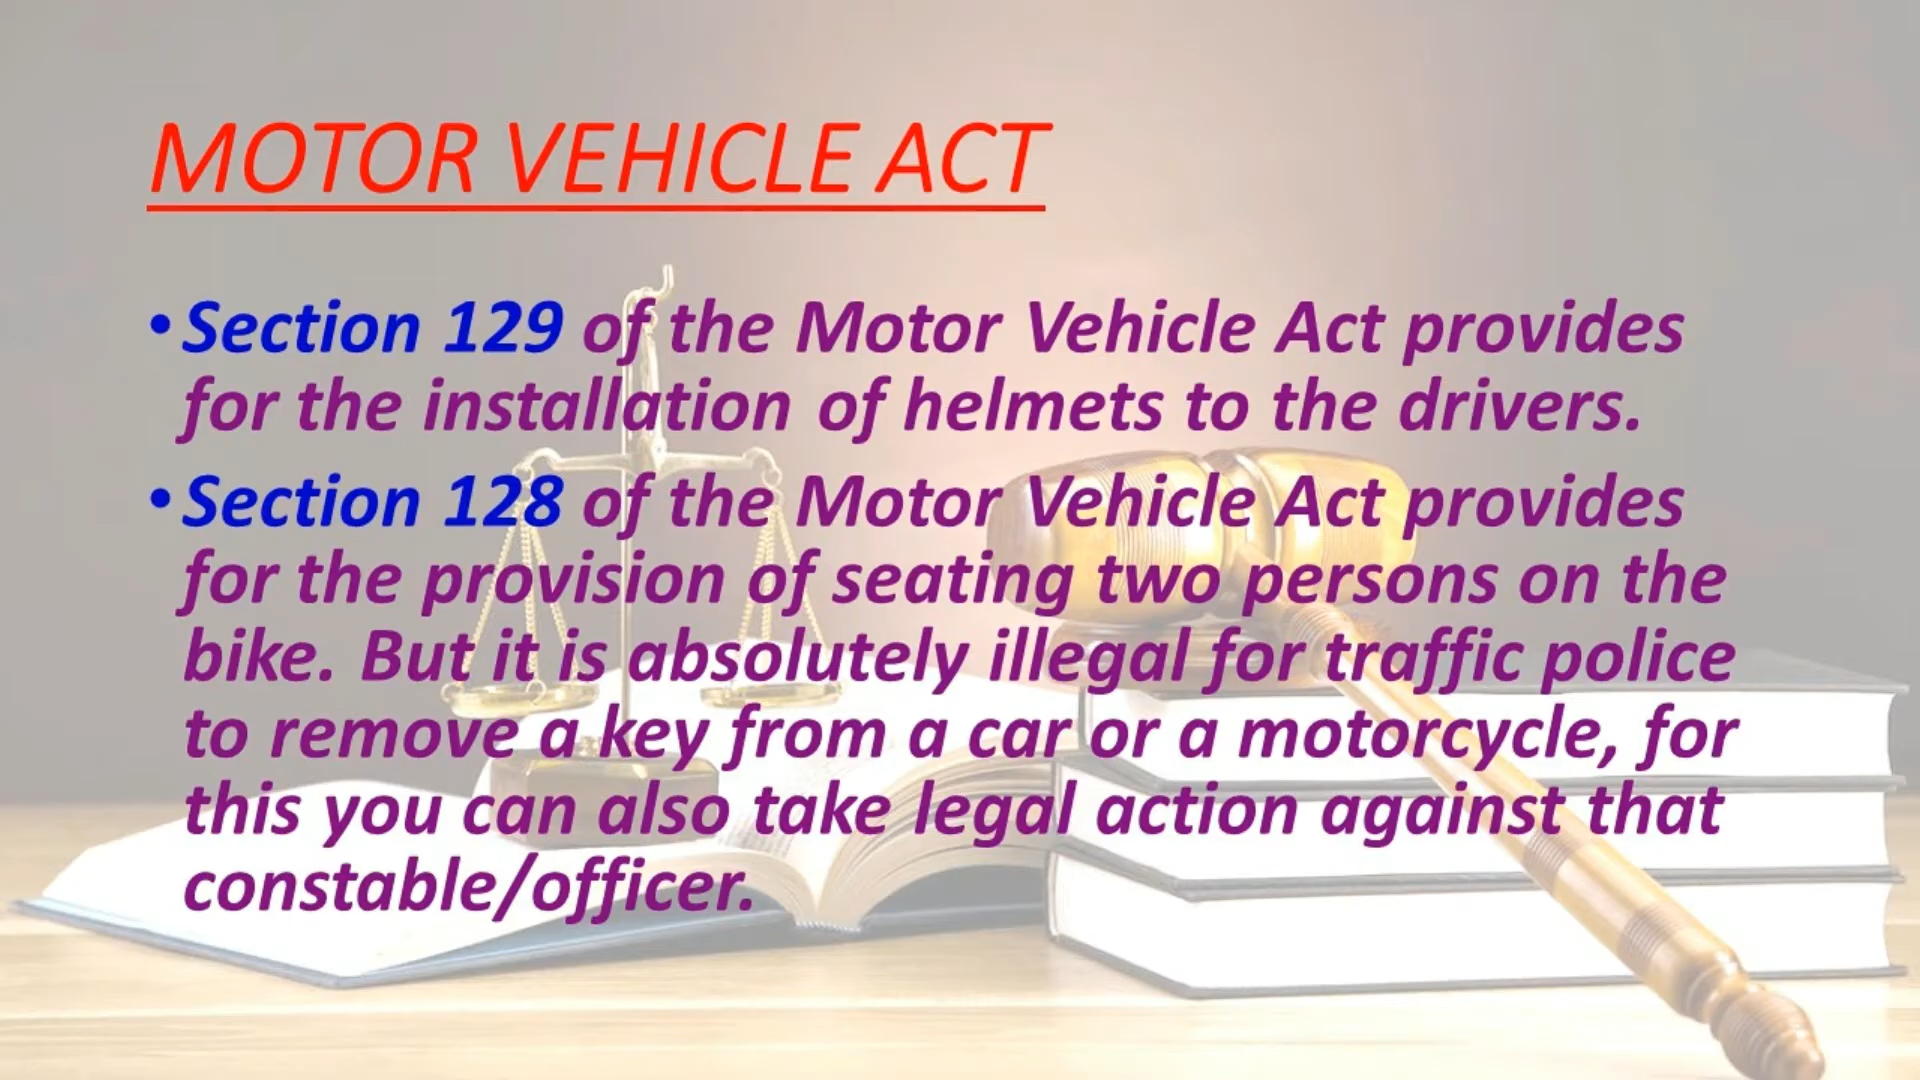 MOTOR VEHICLE ACT
•Section 129 of the Motor Vehicle Act provides
for the installation of helmets to the drivers.
•Section 128 of the Motor Vehicle Act provides
for the provision of seating two persons on the
bike. But it is absolutely illegal for traffic police
to remove a key from a car or a motorcycle, for
this you can also take legal action against that
constable/officer.